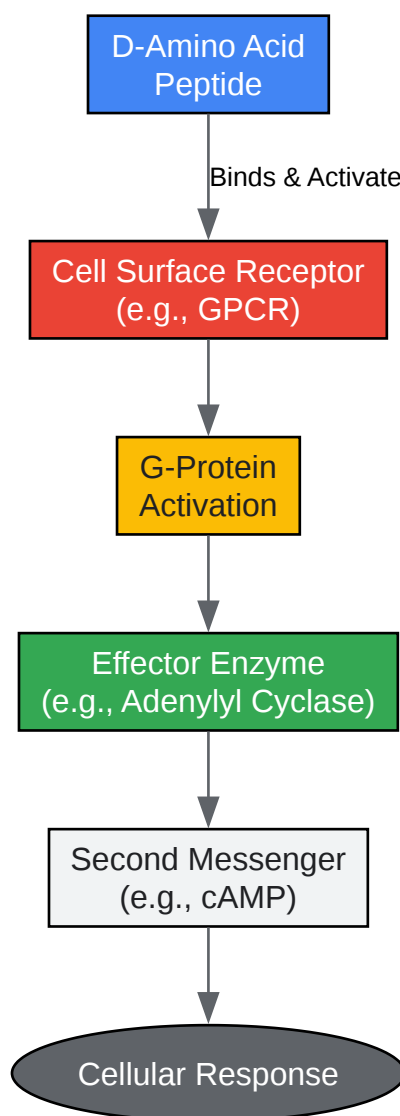 D-Amino Acid
Peptide
Binds & Activate
Cell Surface Receptor
(e.g., GPCR)
G-Protein
Activation
Effector Enzyme
(e.g., Adenylyl Cyclase)
Second Messenger
(e.g., cAMP)
Cellular Response